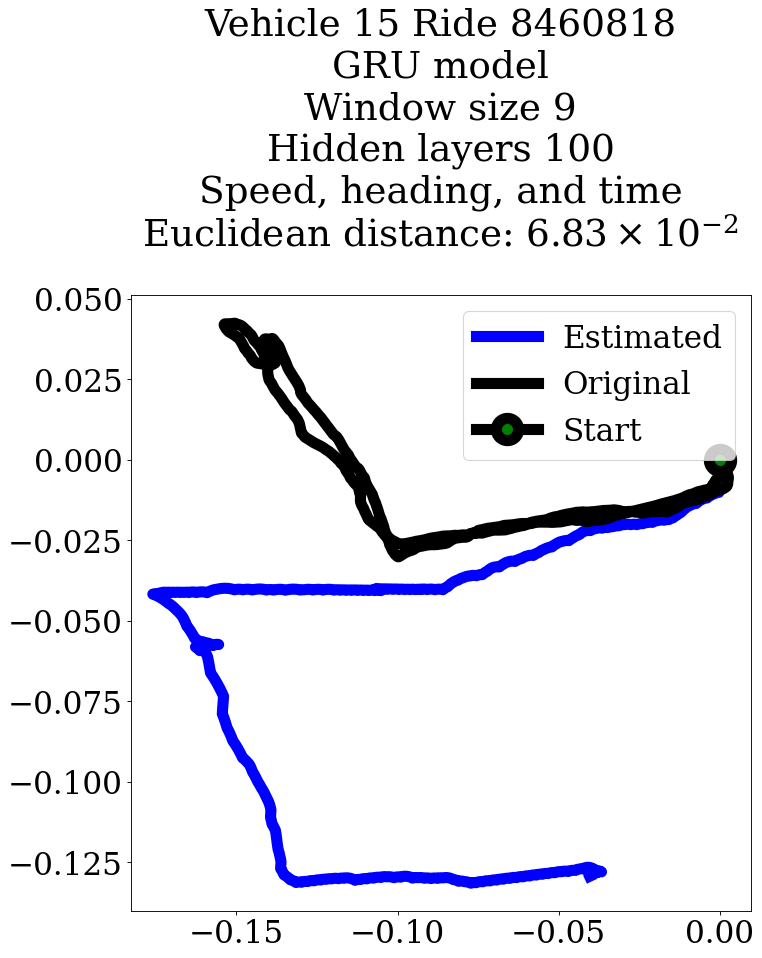 Vehicle 15 Ride 8460818
GRU model
Window size 9
Hidden layers 100
Speed, heading, and time
Euclidean distance: 6.83 × 10⁻²
0.050
0.025
0.000
−0.025
−0.050
−0.075
−0.100
−0.125
Estimated
Original
Start
−0.15
−0.10
−0.05
0.00